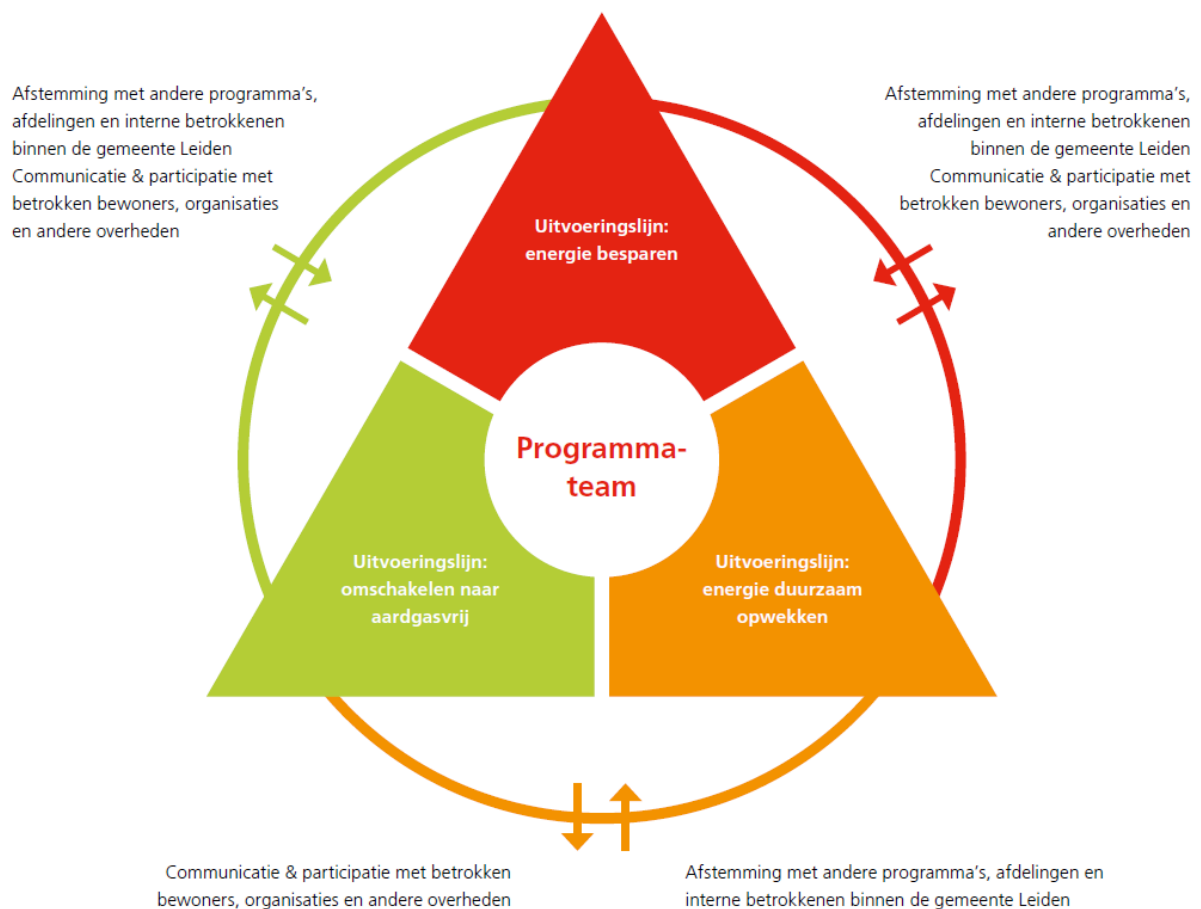 Afstemming met andere programma's,
afdelingen en interne betrokkenen
binnen de gemeente Leiden
Communicatie & participatie met
betrokken bewoners, organisaties
en andere overheden
Afstemming met andere programma's,
afdelingen en interne betrokkenen
binnen de gemeente Leiden
Communicatie & participatie met
betrokken bewoners, organisaties en
andere overheden
Uitvoeringslijn:
energie besparen
Programma-
team
Uitvoeringslijn:
omschakelen naar
aardgasvrij
Uitvoeringslijn:
energie duurzaam
opwekken
Communicatie & participatie met betrokken
bewoners, organisaties en andere overheden
Afstemming met andere programma's, afdelingen en
interne betrokkenen binnen de gemeente Leiden